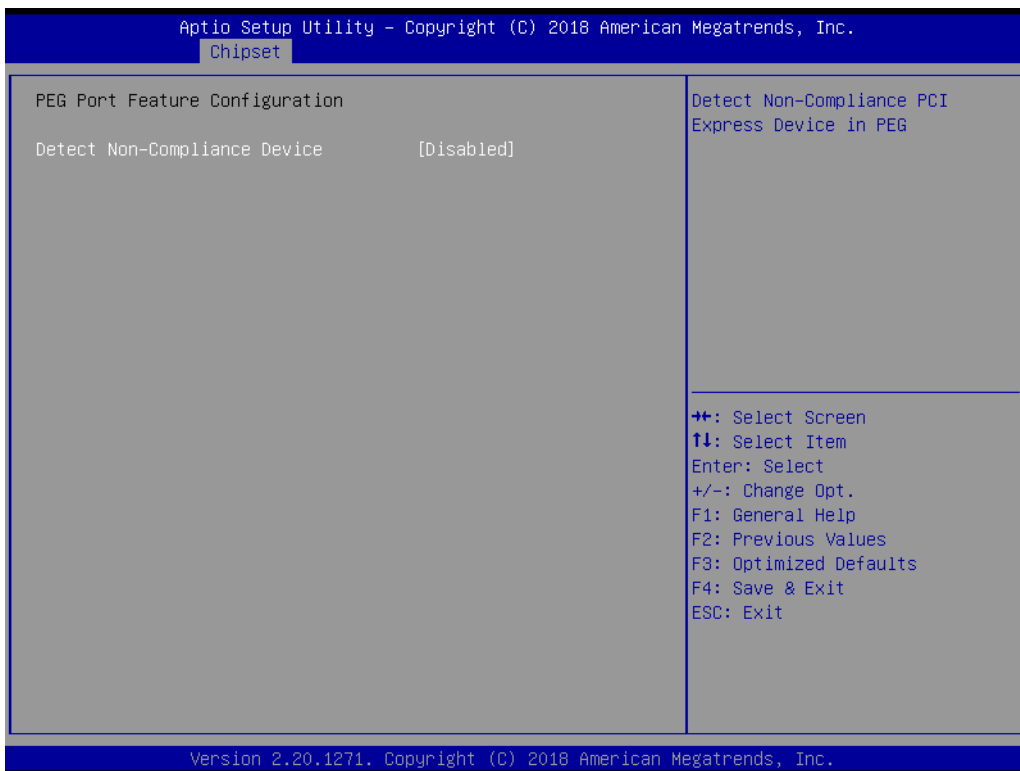 Aptio Setup Utility – Copyright (C) 2018 American Megatrends, Inc.
Chipset
PEG Port Feature Configuration
Detect Non-Compliance Device [Disabled]
Detect Non-Compliance PCI
Express Device in PEG
→←: Select Screen
↑↓: Select Item
Enter: Select
+/-: Change Opt.
F1: General Help
F2: Previous Values
F3: Optimized Defaults
F4: Save & Exit
ESC: Exit
Version 2.20.1271. Copyright (C) 2018 American Megatrends, Inc.